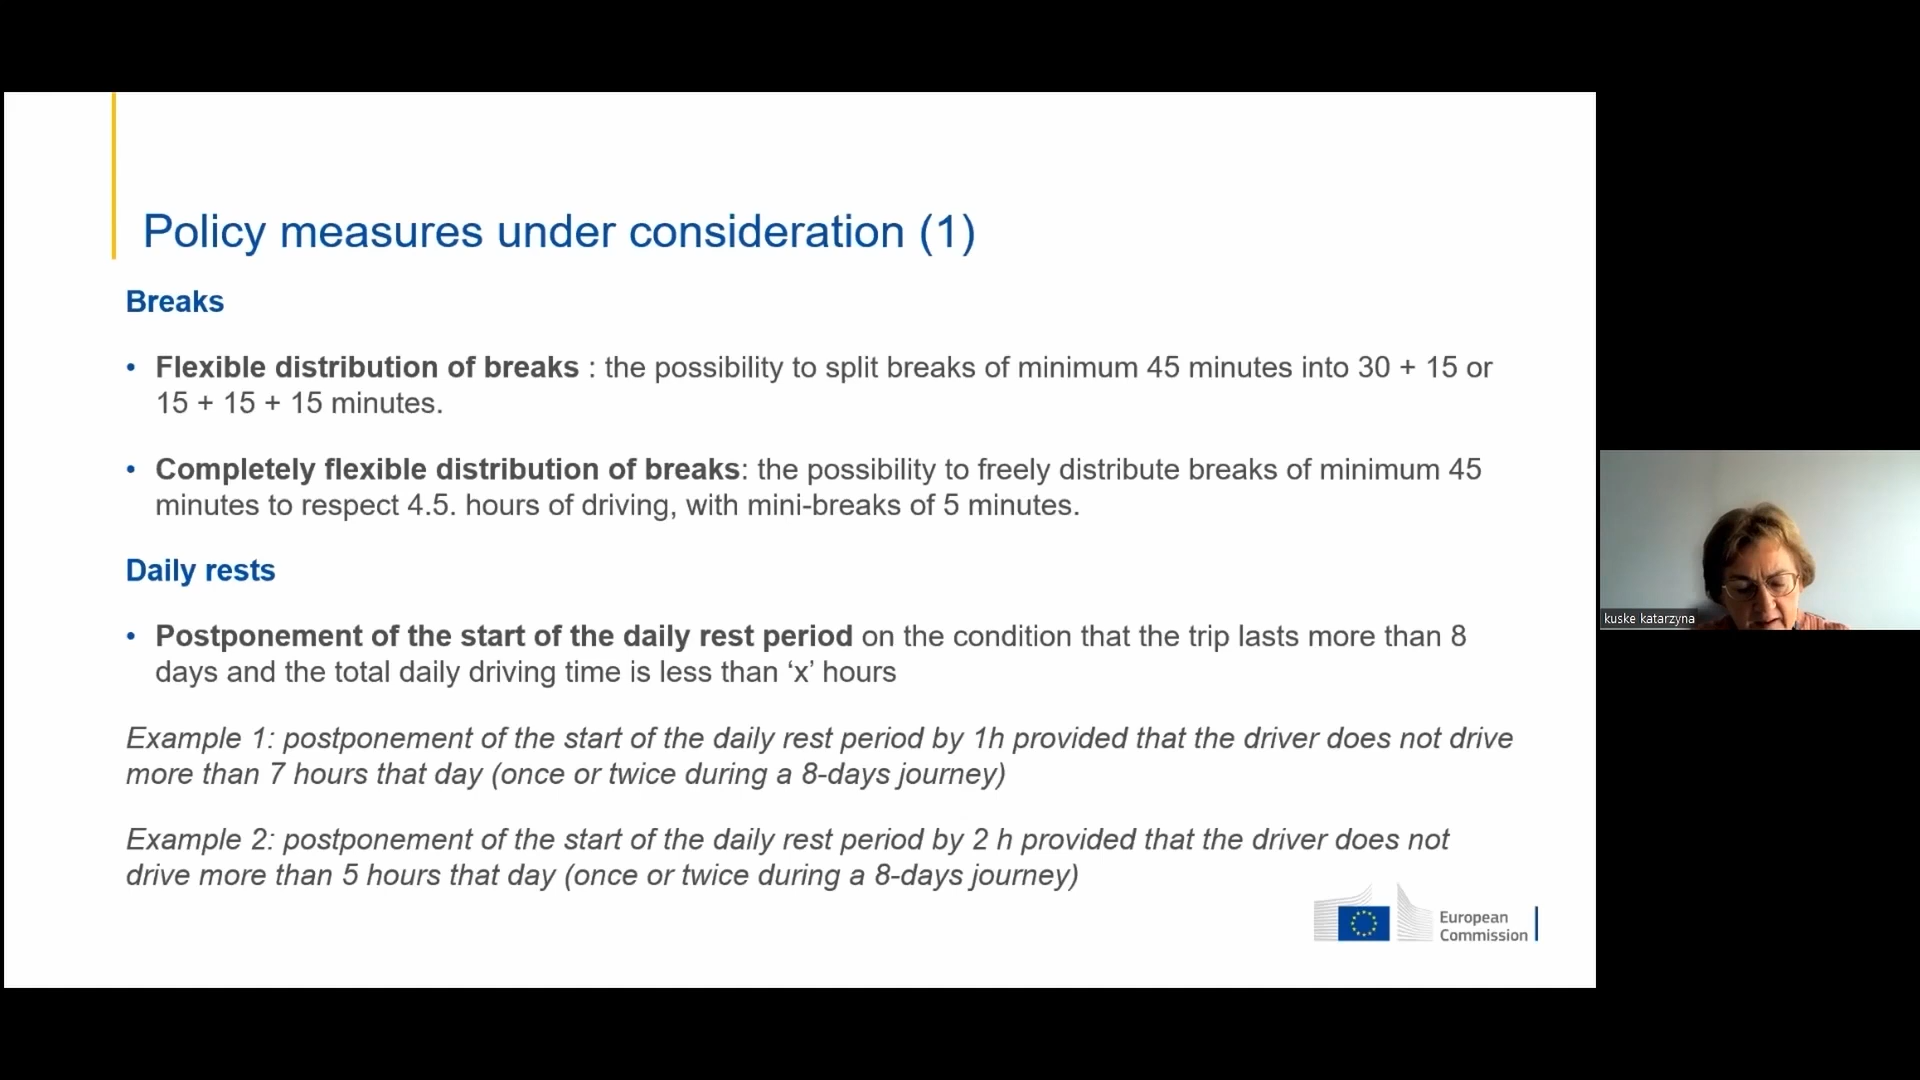 Policy measures under consideration (1)
Breaks
• Flexible distribution of breaks : the possibility to split breaks of minimum 45 minutes into 30 + 15 or
15 + 15 + 15 minutes.
• Completely flexible distribution of breaks: the possibility to freely distribute breaks of minimum 45
minutes to respect 4.5. hours of driving, with mini-breaks of 5 minutes.
Daily rests
• Postponement of the start of the daily rest period on the condition that the trip lasts more than 8
days and the total daily driving time is less than ‘x’ hours
Example 1: postponement of the start of the daily rest period by 1h provided that the driver does not drive
more than 7 hours that day (once or twice during a 8-days journey)
Example 2: postponement of the start of the daily rest period by 2 h provided that the driver does not
drive more than 5 hours that day (once or twice during a 8-days journey)
European
Commission
kuske katarzyna